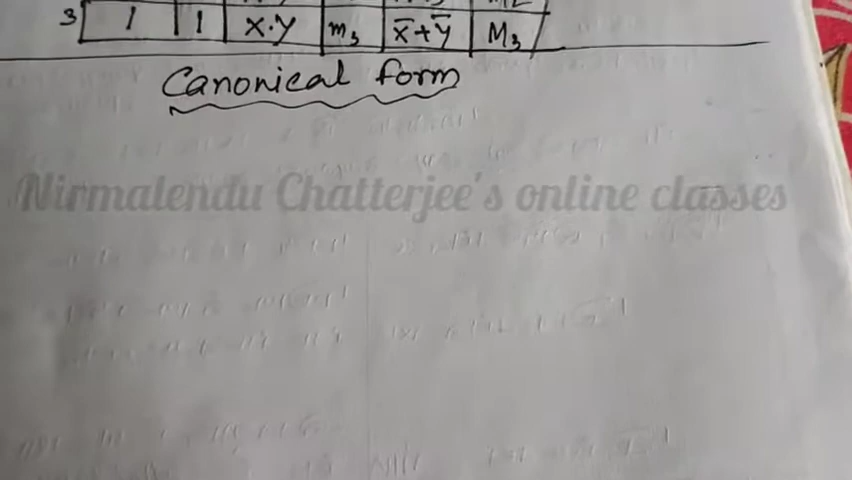 3 1 1 X·Y m₃ x̅+y̅ M₃
Canonical form
Nirmalendu Chatterjee's online classes